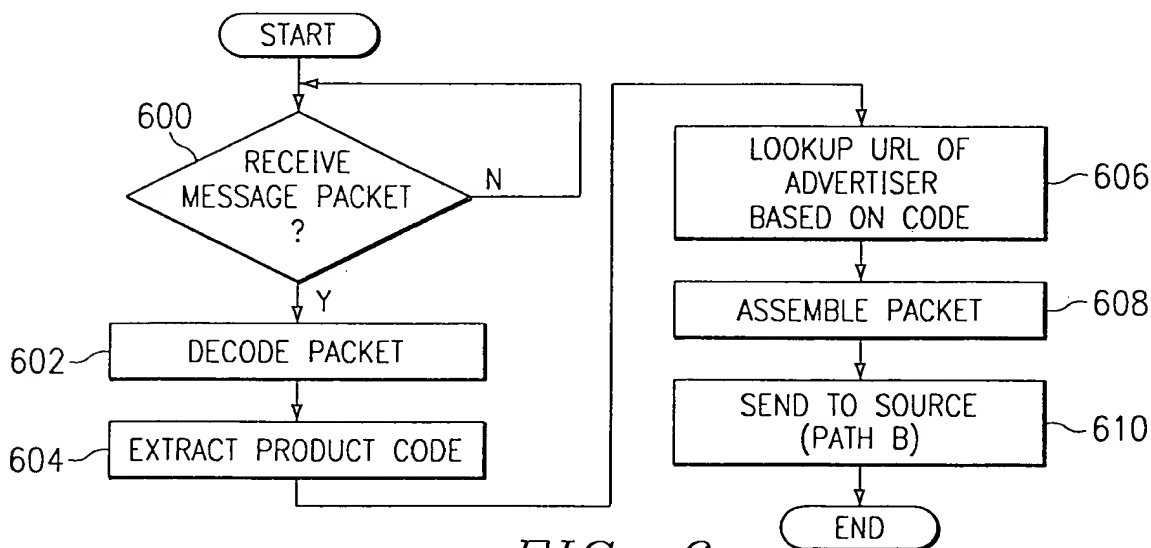 START
600
RECEIVE
MESSAGE PACKET
?
N
Y
602
DECODE PACKET
604
EXTRACT PRODUCT CODE
LOOKUP URL OF
ADVERTISER
BASED ON CODE
606
ASSEMBLE PACKET
608
SEND TO SOURCE
(PATH B)
610
END